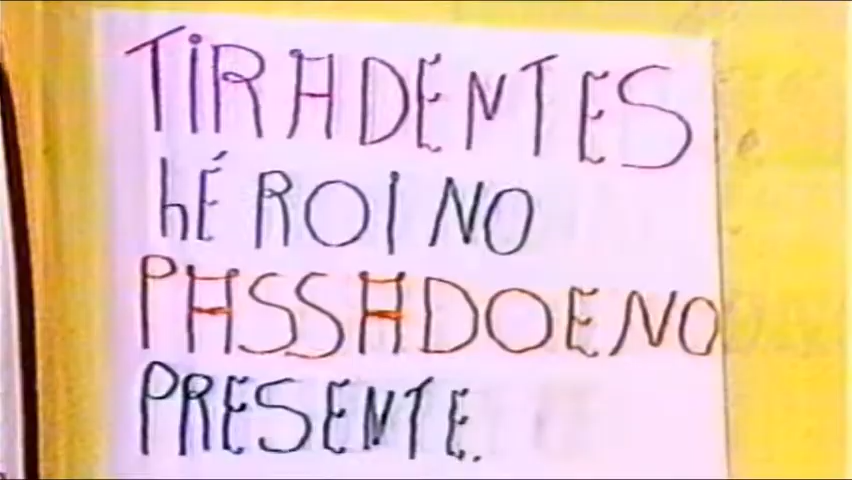 TIRADENTES
hÉROI NO
PASSADO E NO
PRESENTE.